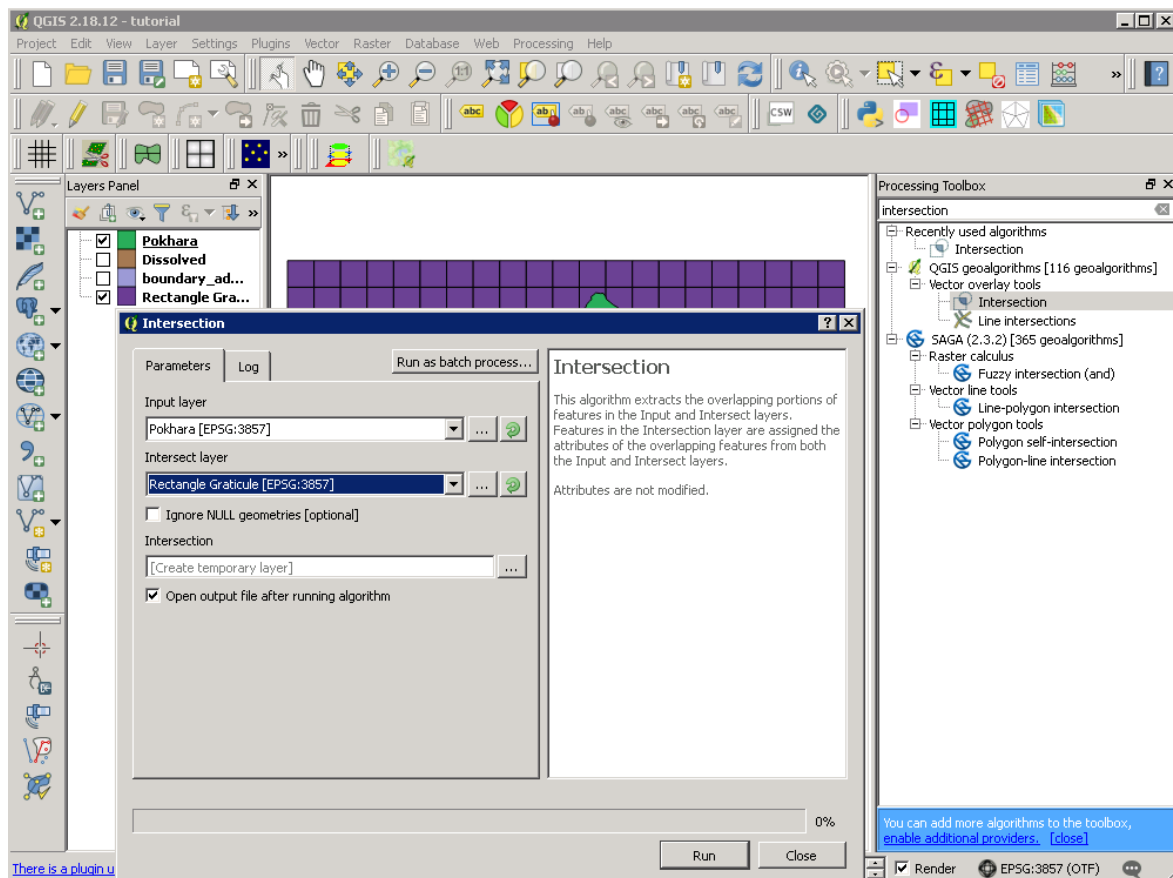 QGIS 2.18.12 - tutorial
Project Edit View Layer Settings Plugins Vector Raster Database Web Processing Help
abc abc abc abc abc abc abc CSW
Layers Panel
Pokhara
Dissolved
boundary_ad...
Rectangle Gra...
Intersection
Parameters
Log
Run as batch process...
Input layer
Pokhara [EPSG:3857]
...
Intersect layer
Rectangle Graticule [EPSG:3857]
...
Ignore NULL geometries [optional]
Intersection
[Create temporary layer]
...
Open output file after running algorithm
Intersection
This algorithm extracts the overlapping portions of
features in the Input and Intersect layers.
Features in the Intersection layer are assigned the
attributes of the overlapping features from both
the Input and Intersect layers.
Attributes are not modified.
0%
Run
Close
Processing Toolbox
intersection
Recently used algorithms
Intersection
QGIS geoalgorithms [116 geoalgorithms]
Vector overlay tools
Intersection
Line intersections
SAGA (2.3.2) [365 geoalgorithms]
Raster calculus
Fuzzy intersection (and)
Vector line tools
Line-polygon intersection
Vector polygon tools
Polygon self-intersection
Polygon-line intersection
You can add more algorithms to the toolbox,
enable additional providers. [close]
There is a plugin u
Render
EPSG:3857 (OTF)